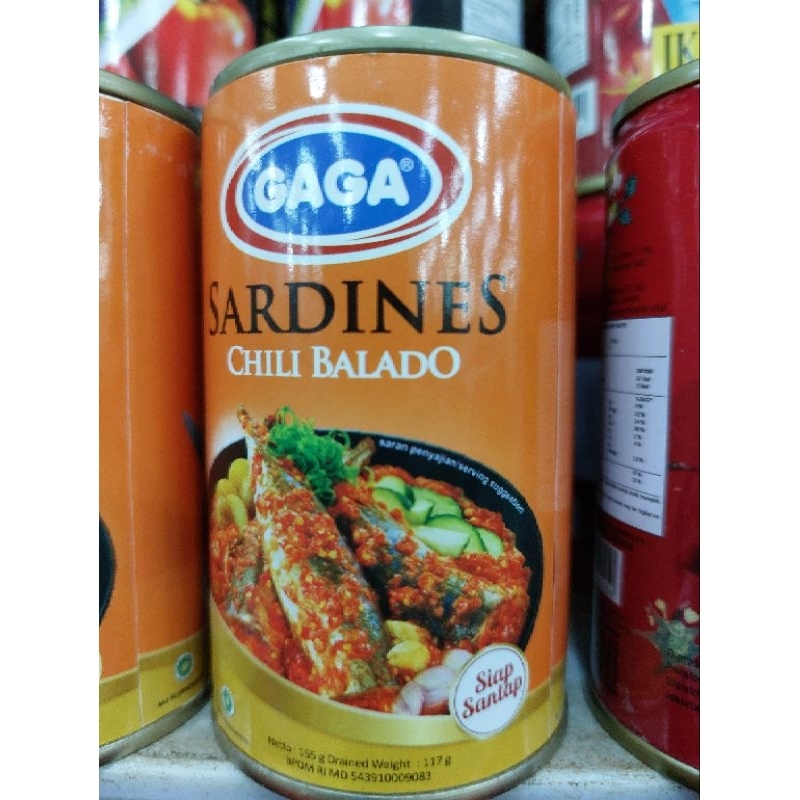 GAGA®
SARDINES
CHILI BALADO
saran penyajian/serving suggestion
Siap
Santap
Netto : 155 g Drained Weight : 117 g
BPOM RI MD 543910009083